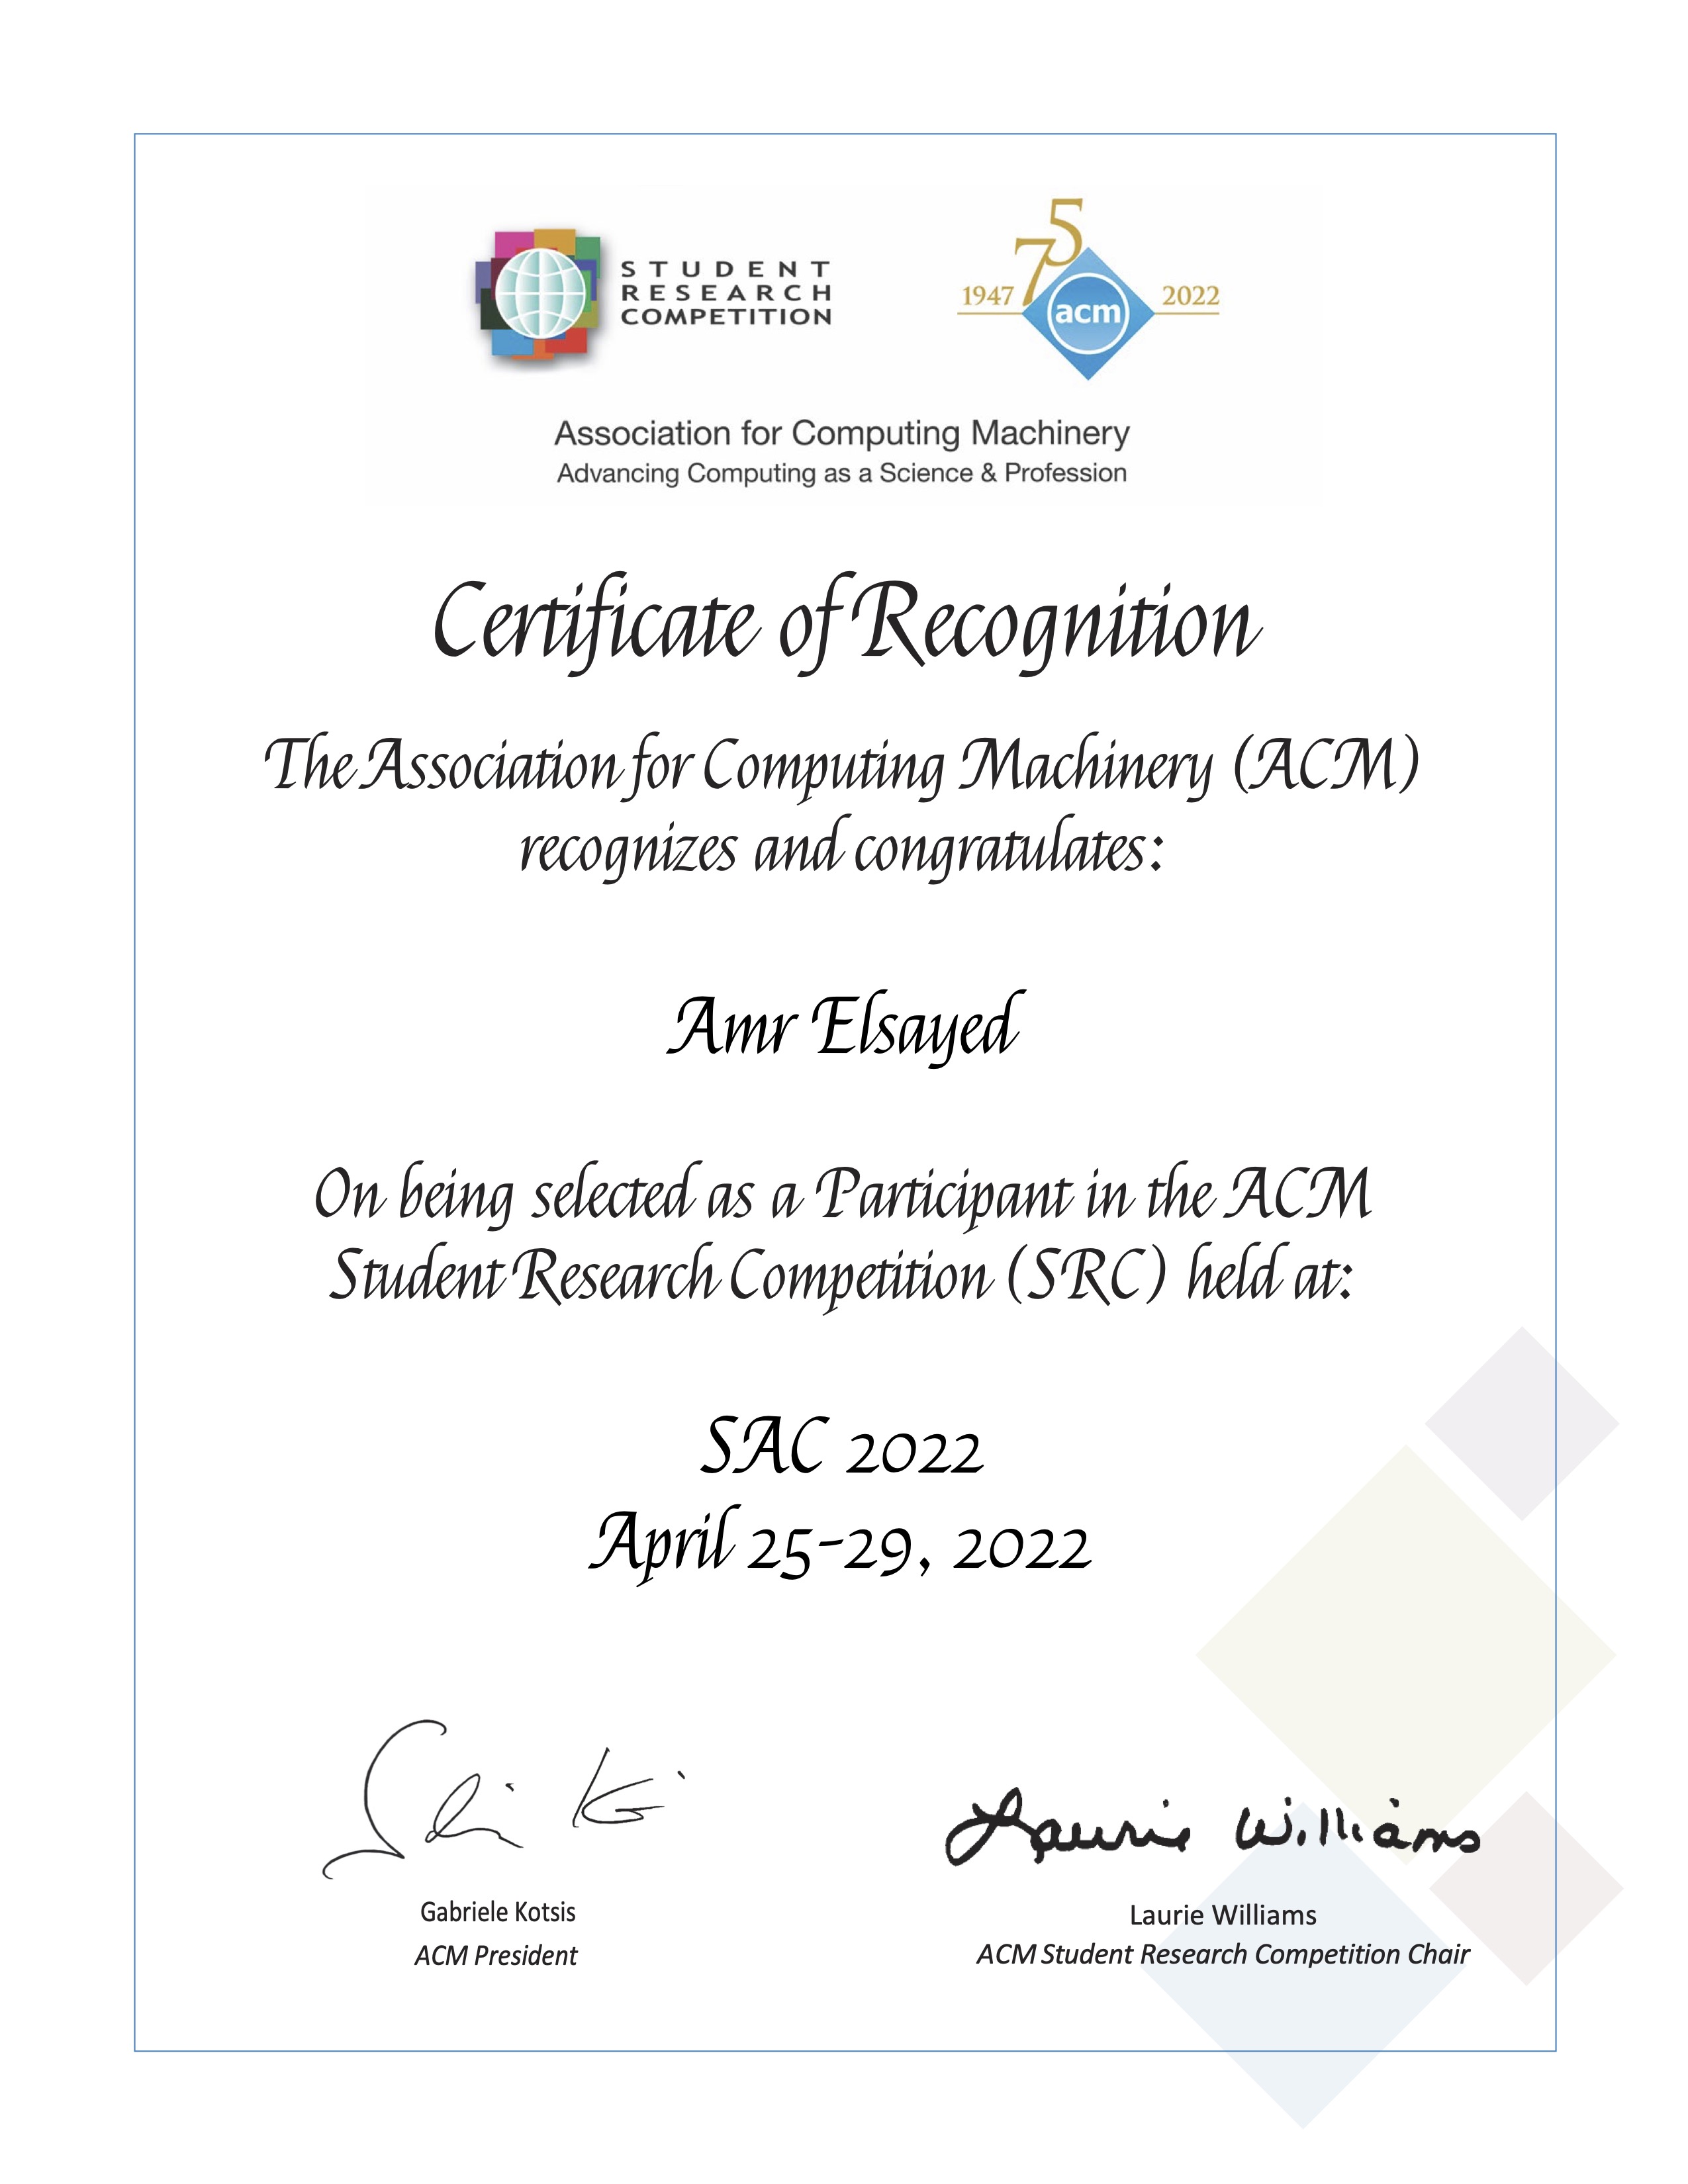 STUDENT
RESEARCH
COMPETITION
75
1947 acm 2022
Association for Computing Machinery
Advancing Computing as a Science & Profession
Certificate of Recognition
The Association for Computing Machinery (ACM)
recognizes and congratulates:
Amr Elsayed
On being selected as a Participant in the ACM
Student Research Competition (SRC) held at:
SAC 2022
April 25-29, 2022
Laurie Williams
Gabriele Kotsis
ACM President
Laurie Williams
ACM Student Research Competition Chair